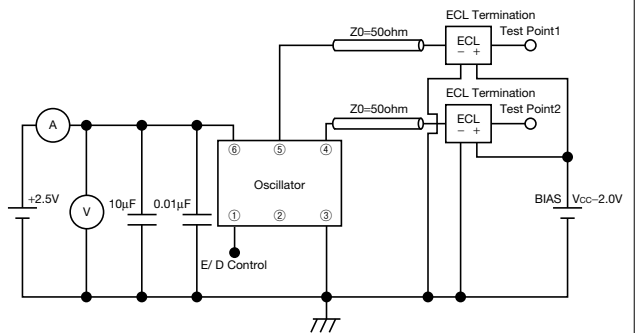 ECL Termination
Z0=50ohm
Test Point1
ECL
− +
ECL Termination
Z0=50ohm
Test Point2
ECL
− +
A
⑥ ⑤ ④
+2.5V
V
10μF
0.01μF
Oscillator
BIAS
Vcc−2.0V
① ② ③
E/ D Control